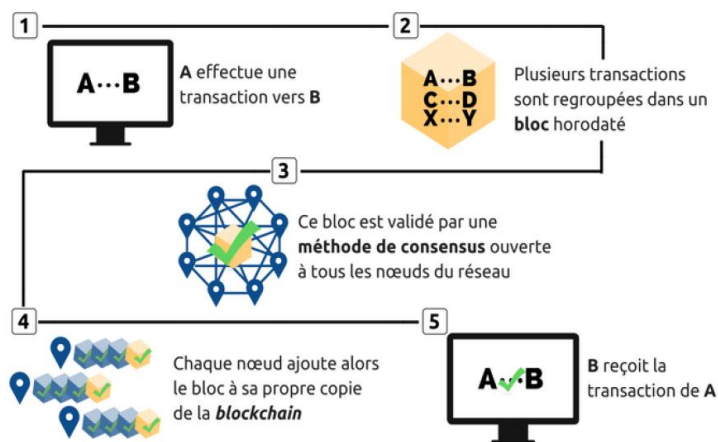 1
A···B
A effectue une
transaction vers B
2
A···B
C···D
X···Y
Plusieurs transactions
sont regroupées dans un
bloc horodaté
3
Ce bloc est validé par une
méthode de consensus ouverte
à tous les nœuds du réseau
4
Chaque nœud ajoute alors
le bloc à sa propre copie
de la blockchain
5
A···B
B reçoit la
transaction de A